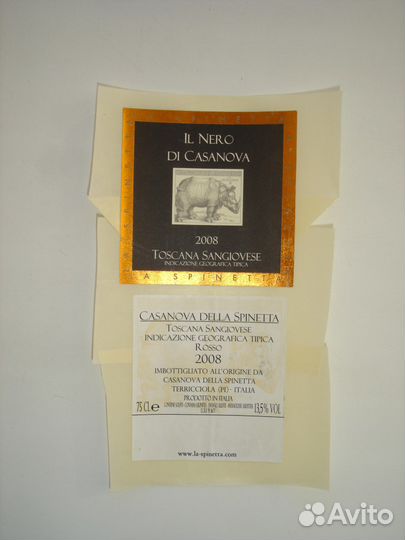 LA SPINETTA
IL NERO
DI CASANOVA
2008
TOSCANA SANGIOVESE
INDICAZIONE GEOGRAFICA TIPICA
LA SPINETTA
CASANOVA DELLA SPINETTA
TOSCANA SANGIOVESE
INDICAZIONE GEOGRAFICA TIPICA
ROSSO
2008
IMBOTTIGLIATO ALL'ORIGINE DA
CASANOVA DELLA SPINETTA
TERRICCIOLA (PI) - ITALIA
PRODOTTO IN ITALIA
75 CL e 13,5% VOL
www.la-spinetta.com
Avito